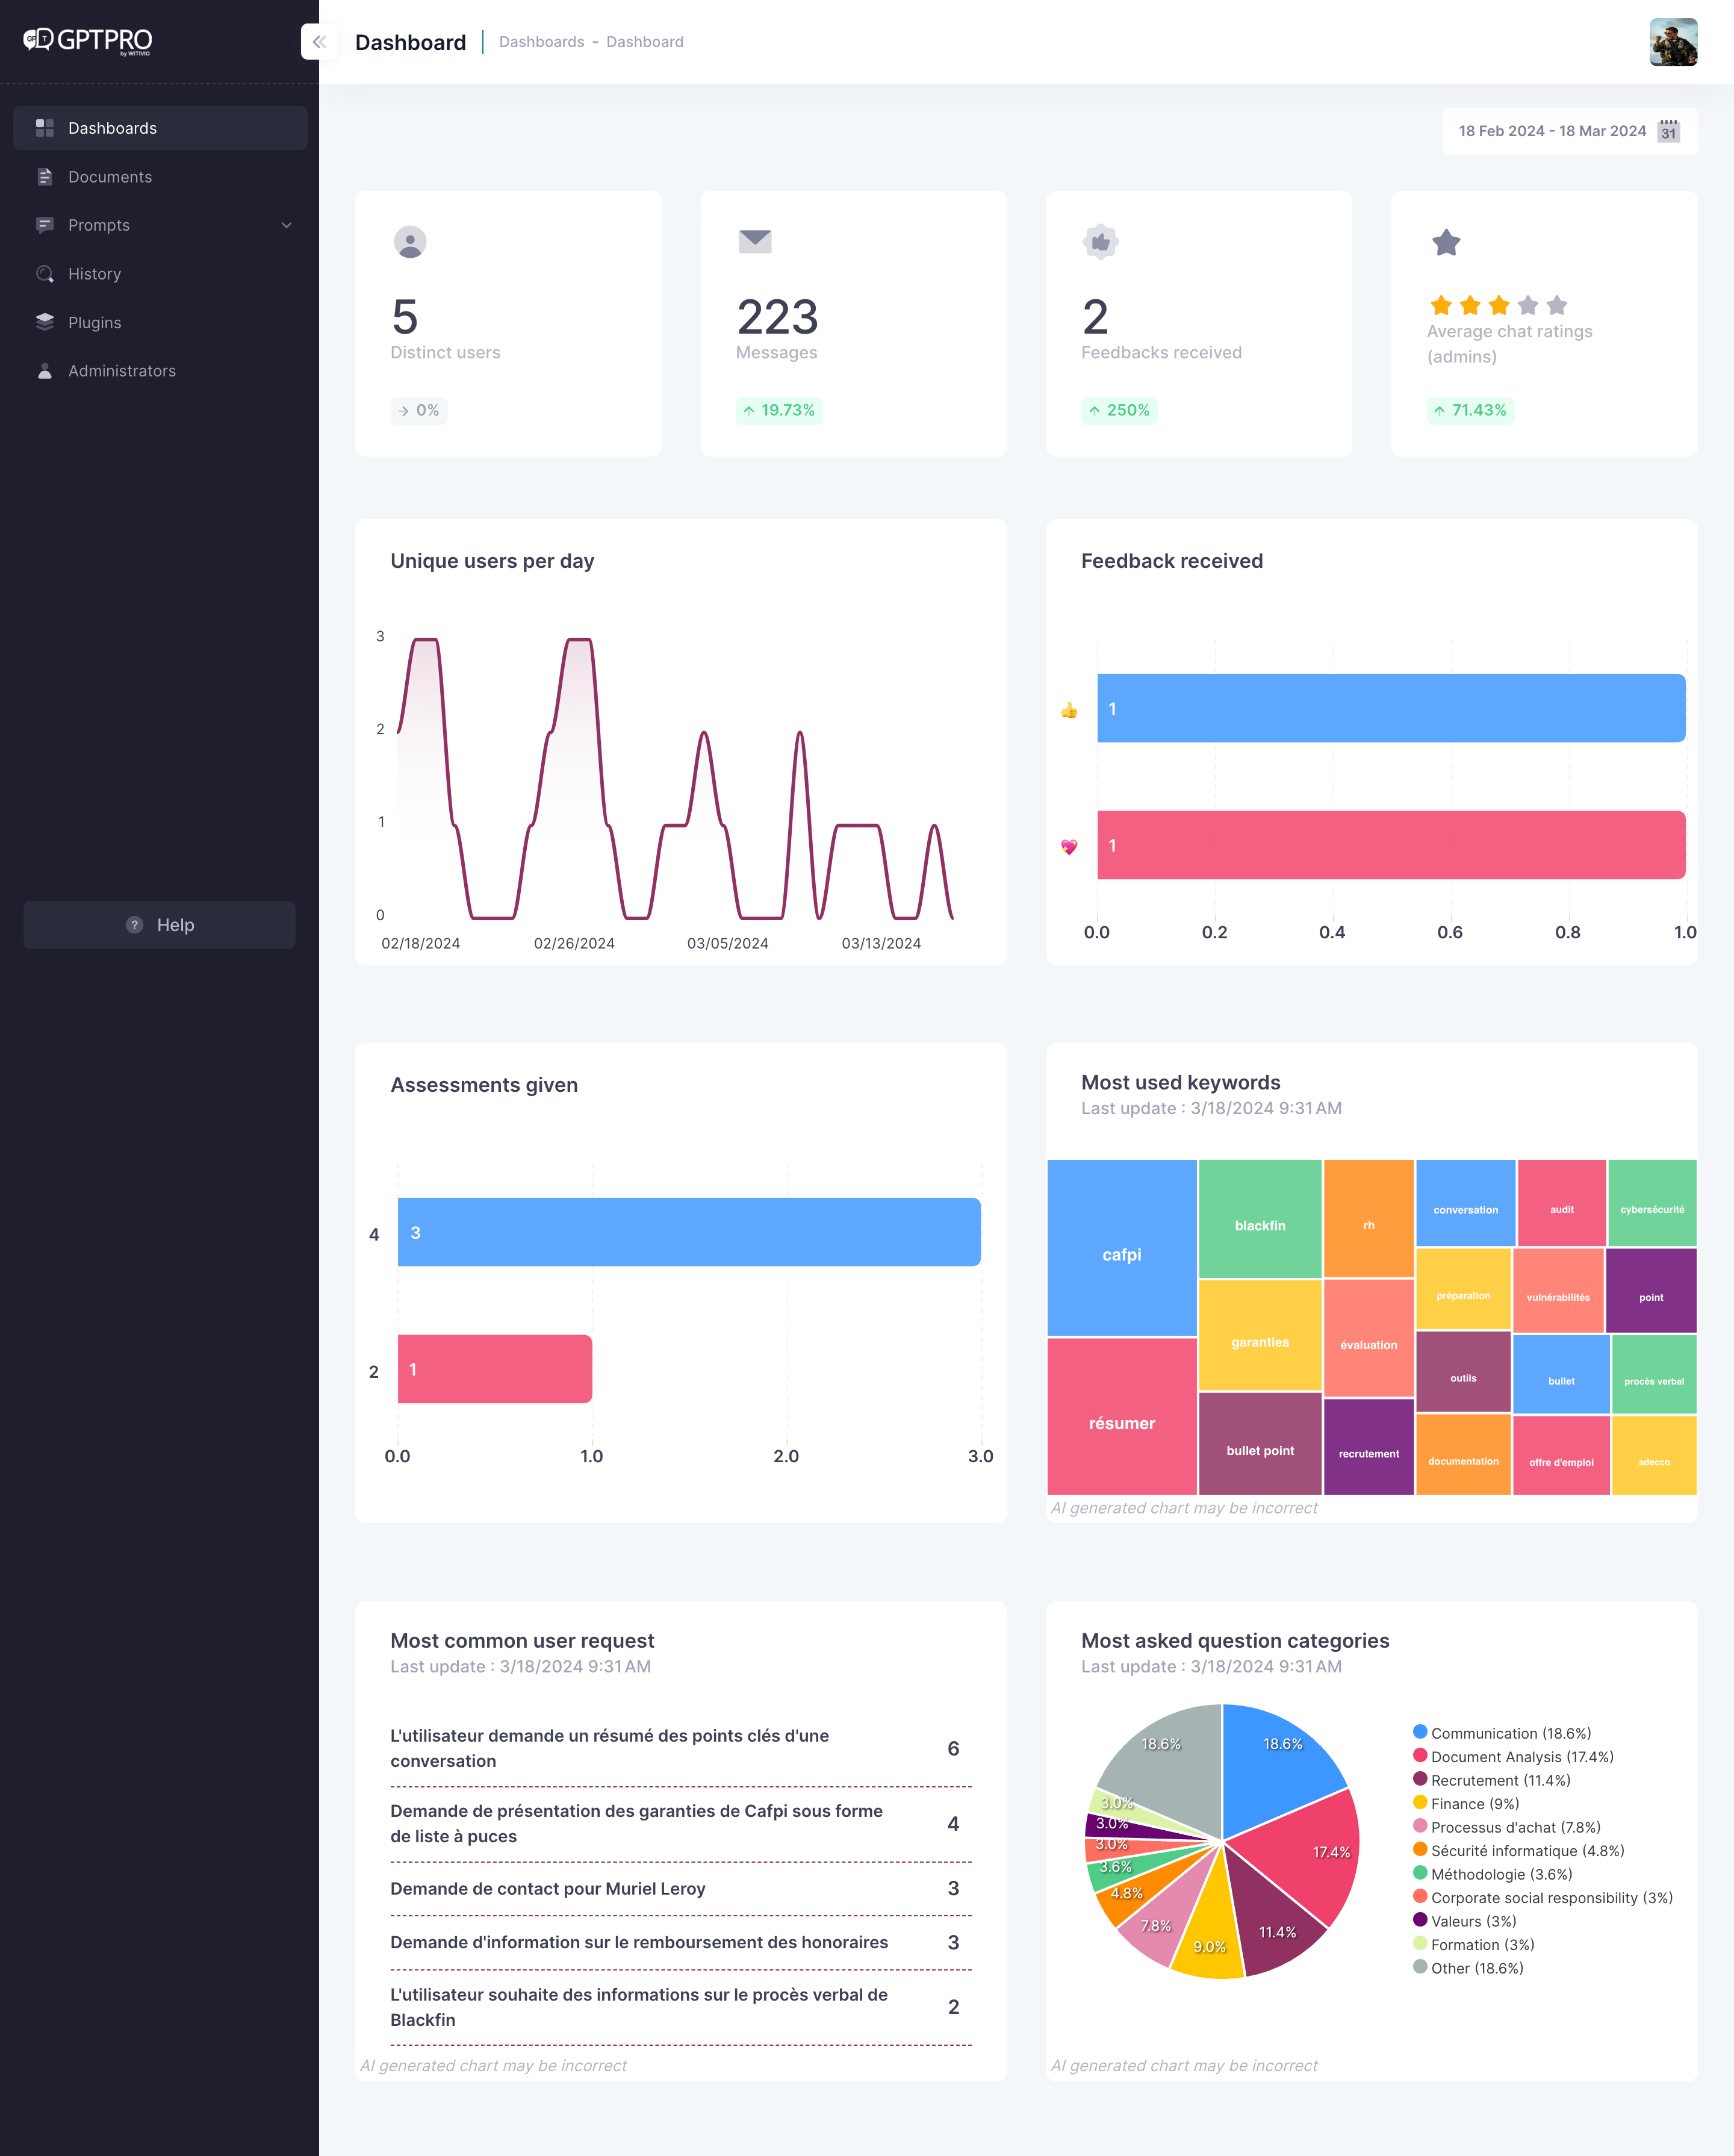 GPTPRO
by WITIVIO
Dashboard
Dashboards - Dashboard
Dashboards
Documents
Prompts
History
Plugins
Administrators
Help
18 Feb 2024 - 18 Mar 2024
31
5
Distinct users
0%
223
Messages
19.73%
2
Feedbacks received
250%
Average chat ratings
(admins)
71.43%
Unique users per day
3
2
1
0
02/18/2024 02/26/2024 03/05/2024 03/13/2024
Feedback received
1
1
0.0 0.2 0.4 0.6 0.8 1.0
Assessments given
4 3
2 1
0.0 1.0 2.0 3.0
Most used keywords
Last update : 3/18/2024 9:31 AM
cafpi
résumer
blackfin
garanties
bullet point
rh
évaluation
recrutement
conversation
audit
cybersécurité
préparation
vulnérabilités
point
outils
bullet
procès verbal
documentation
offre d'emploi
adecco
AI generated chart may be incorrect
Most common user request
Last update : 3/18/2024 9:31 AM
L'utilisateur demande un résumé des points clés d'une
conversation
6
Demande de présentation des garanties de Cafpi sous forme
de liste à puces
4
Demande de contact pour Muriel Leroy 3
Demande d'information sur le remboursement des honoraires 3
L'utilisateur souhaite des informations sur le procès verbal de
Blackfin
2
AI generated chart may be incorrect
Most asked question categories
Last update : 3/18/2024 9:31 AM
18.6%
17.4%
11.4%
9.0%
7.8%
4.8%
3.6%
3.0%
3.0%
3.0%
18.6%
Communication (18.6%)
Document Analysis (17.4%)
Recrutement (11.4%)
Finance (9%)
Processus d'achat (7.8%)
Sécurité informatique (4.8%)
Méthodologie (3.6%)
Corporate social responsibility (3%)
Valeurs (3%)
Formation (3%)
Other (18.6%)
AI generated chart may be incorrect